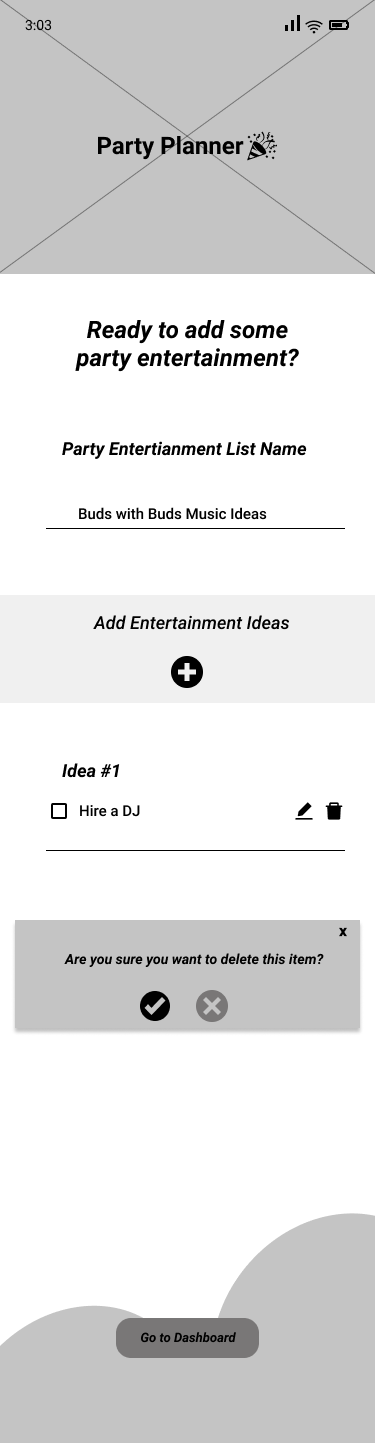 3:03
Party Planner
Ready to add some
party entertainment?
Party Entertianment List Name
Buds with Buds Music Ideas
Add Entertainment Ideas
Idea #1
Hire a DJ
x
Are you sure you want to delete this item?
Go to Dashboard